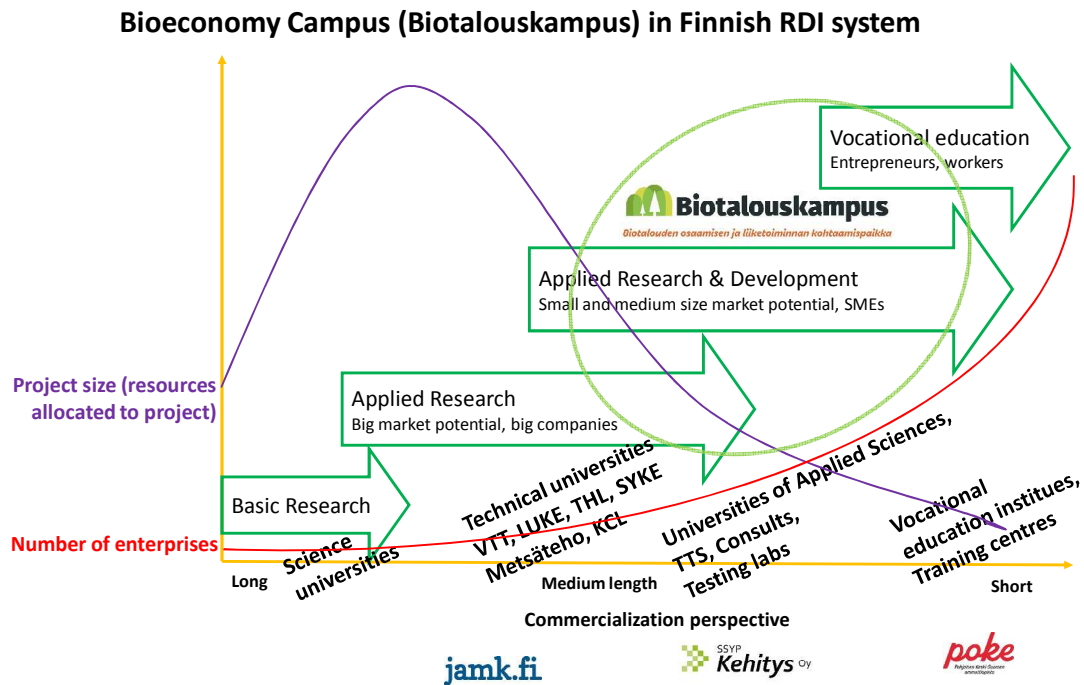 Bioeconomy Campus (Biotalouskampus) in Finnish RDI system
Vocational education
Entrepreneurs, workers
Biotalouskampus
Biotalouden osaamisen ja liiketoiminnan kohtaamispaikka
Applied Research & Development
Small and medium size market potential, SMEs
Project size (resources
allocated to project)
Applied Research
Big market potential, big companies
Basic Research
Number of enterprises
Science
universities
Technical universities
VTT, LUKE, THL, SYKE
Metsäteho, KCL
Universities of Applied Sciences,
TTS, Consults,
Testing labs
Vocational
education institues,
Training centres
Long
Medium length
Short
Commercialization perspective
jamk.fi
SSYP
Kehitys Oy
poke
Pohjoisen Keski-Suomen
ammattiopisto